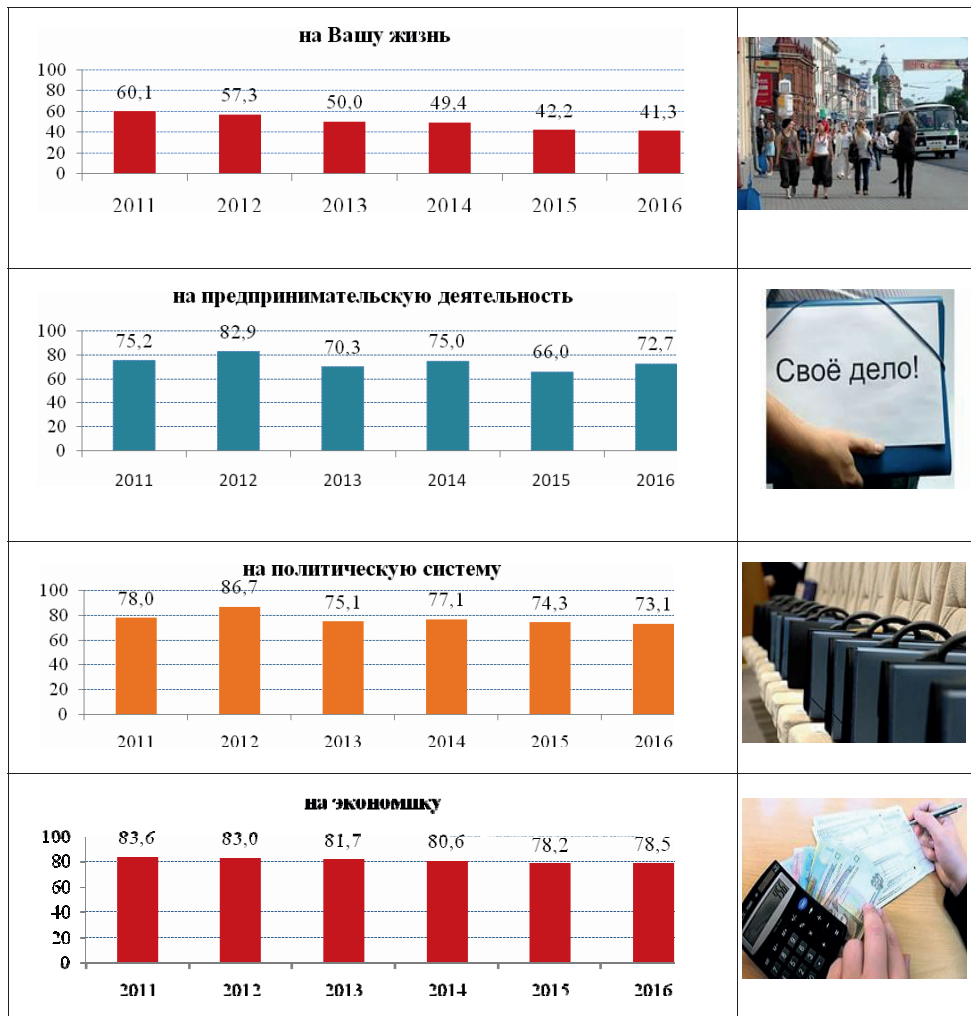 на Вашу жизнь
100
80
60
40
20
0
60,1 57,3 50,0 49,4 42,2 41,3
2011 2012 2013 2014 2015 2016
на предпринимательскую деятельность
100
80
60
40
20
0
75,2 82,9 70,3 75,0 66,0 72,7
2011 2012 2013 2014 2015 2016
Своё дело!
на политическую систему
100
80
60
40
20
0
78,0 86,7 75,1 77,1 74,3 73,1
2011 2012 2013 2014 2015 2016
на экономику
100
80
60
40
20
0
83,6 83,0 81,7 80,6 78,2 78,5
2011 2012 2013 2014 2015 2016